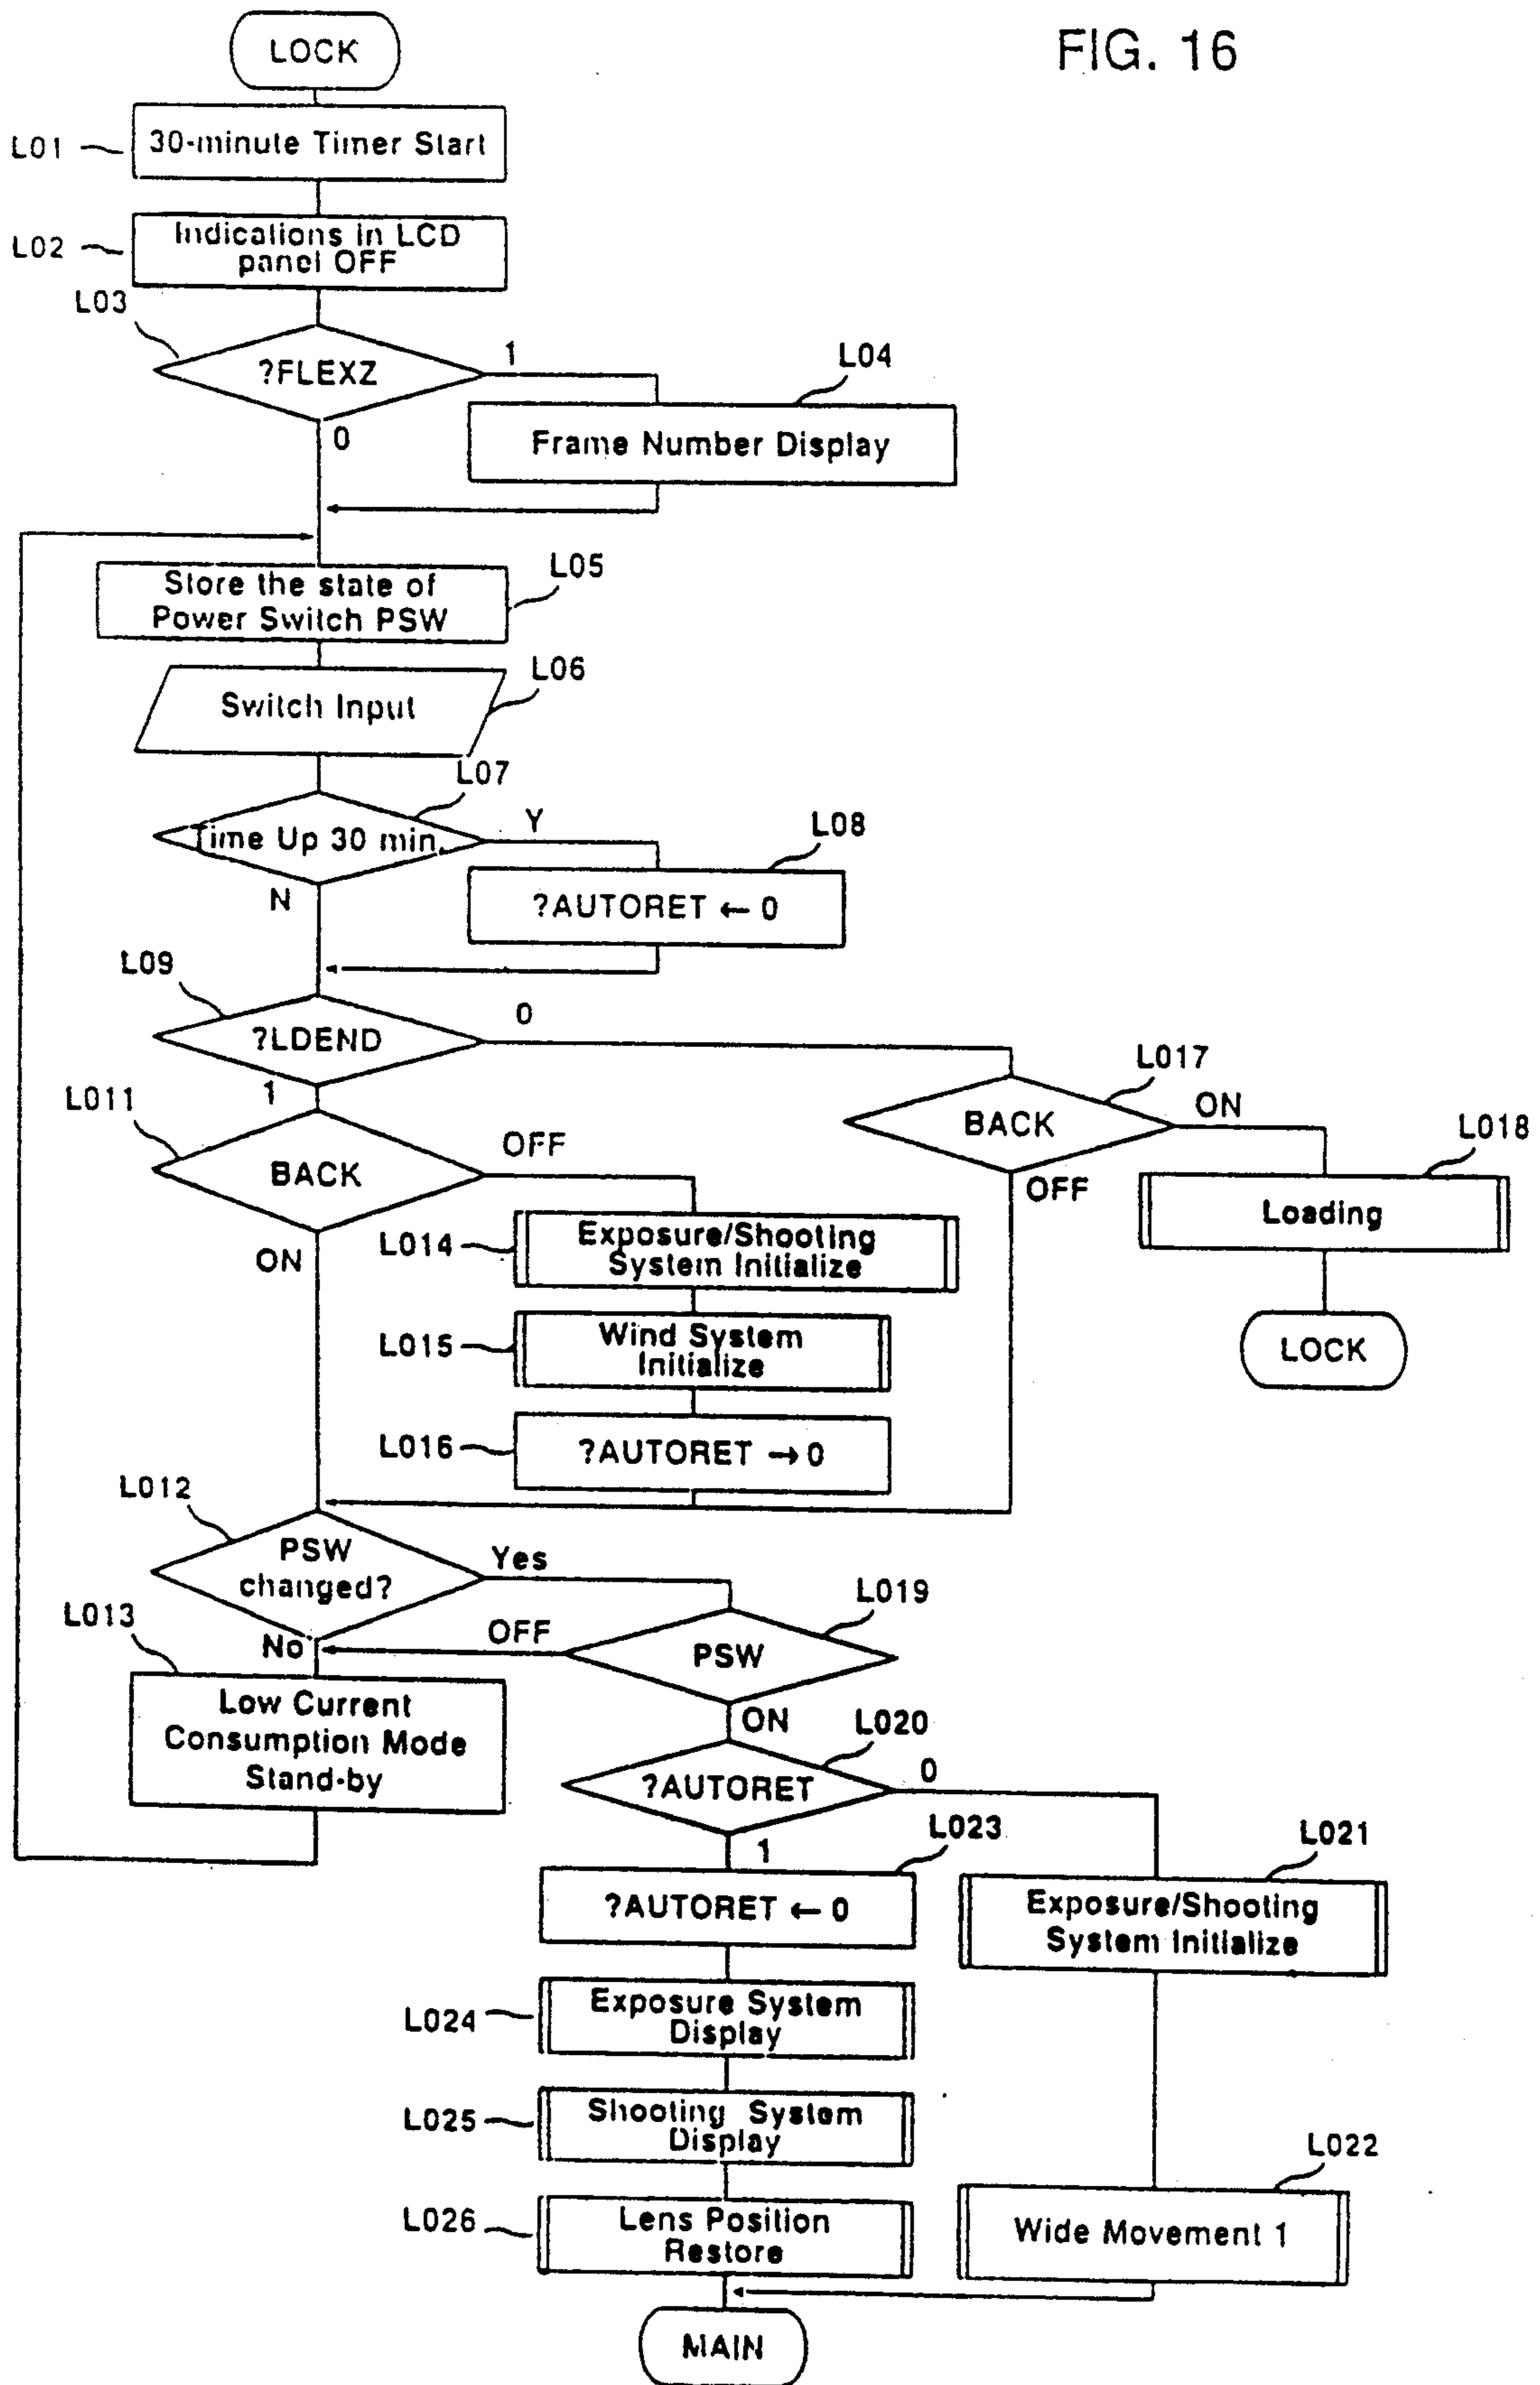 FIG. 16
LOCK
L01
30-minute Timer Start
L02
Indications in LCD
panel OFF
L03
?FLEXZ
1
0
L04
Frame Number Display
L05
Store the state of
Power Switch PSW
L06
Switch Input
L07
Time Up 30 min.
Y
N
L08
?AUTORET ← 0
L09
?LDEND
0
1
L011
BACK
OFF
ON
L017
BACK
ON
OFF
L018
Loading
LOCK
L014
Exposure/Shooting
System Initialize
L015
Wind System
Initialize
L016
?AUTORET → 0
L012
PSW
changed?
Yes
No
L019
PSW
OFF
ON
L013
Low Current
Consumption Mode
Stand-by
L020
?AUTORET
0
1
L023
?AUTORET ← 0
L021
Exposure/Shooting
System Initialize
L024
Exposure System
Display
L025
Shooting System
Display
L022
Wide Movement 1
L026
Lens Position
Restore
MAIN